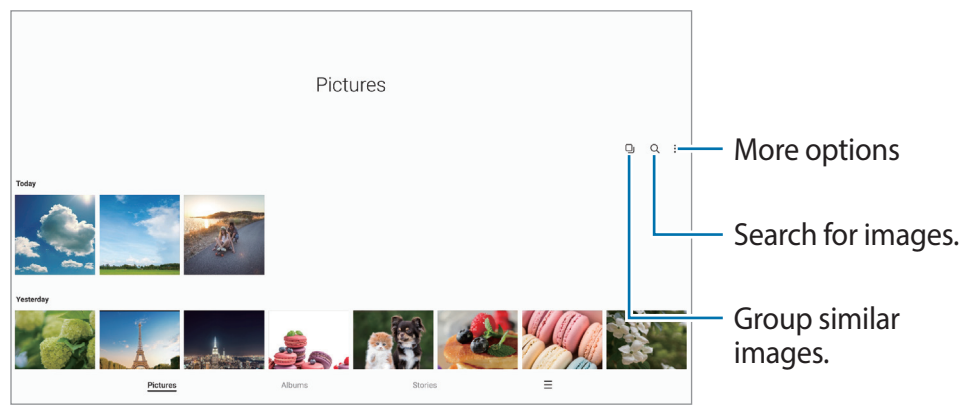 Pictures
More options
Today
Search for images.
Yesterday
Group similar
images.
Pictures
Albums
Stories